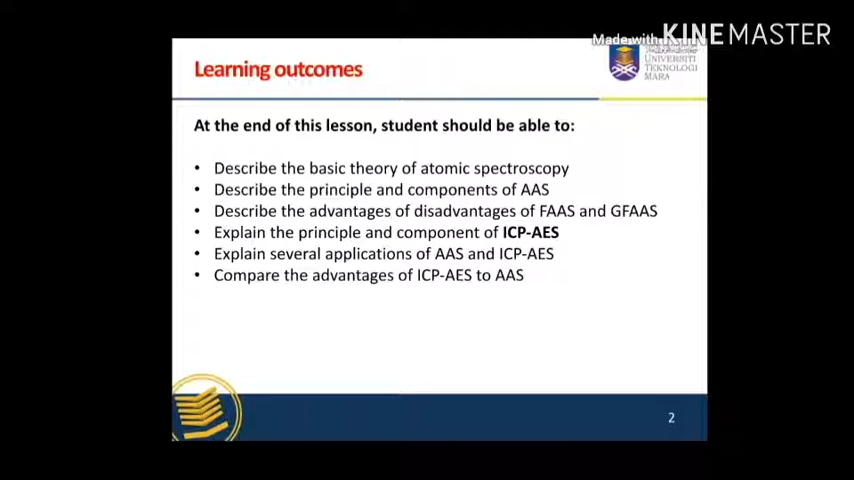 Made with KINEMASTER
Learning outcomes
UNIVERSITI
TEKNOLOGI
MARA
At the end of this lesson, student should be able to:
• Describe the basic theory of atomic spectroscopy
• Describe the principle and components of AAS
• Describe the advantages of disadvantages of FAAS and GFAAS
• Explain the principle and component of ICP-AES
• Explain several applications of AAS and ICP-AES
• Compare the advantages of ICP-AES to AAS
2